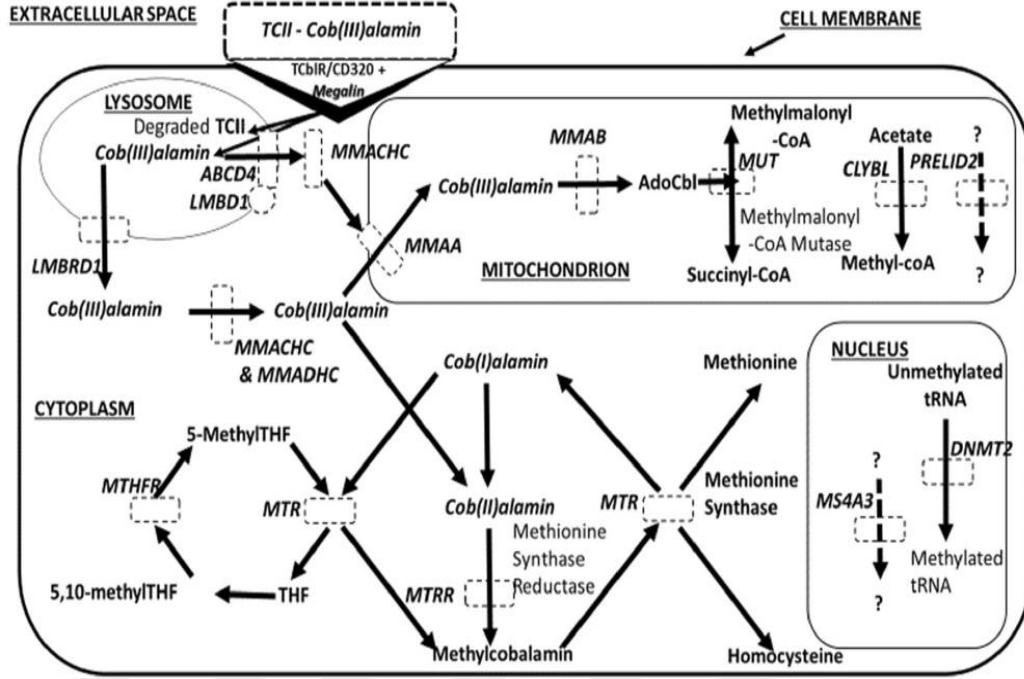 EXTRACELLULAR SPACE
TCII - Cob(III)alamin
CELL MEMBRANE
TCblR/CD320 +
Megalin
LYSOSOME
Degraded TCII
Cob(III)alamin
ABCD4
LMBD1
MMACHC
LMBRD1
MMAA
Cob(III)alamin
MMAB
AdoCbl
Methylmalonyl
-CoA
MUT
Methylmalonyl
-CoA Mutase
Succinyl-CoA
MITOCHONDRION
Acetate
CLYBL
Methyl-coA
?
PRELID2
?
Cob(III)alamin
MMACHC
& MMADHC
Cob(III)alamin
CYTOPLASM
5-MethylTHF
MTHFR
MTR
5,10-methylTHF
THF
Cob(I)alamin
Cob(II)alamin
Methionine
Synthase
Reductase
MTRR
Methylcobalamin
Methionine
MTR
Methionine
Synthase
Homocysteine
NUCLEUS
Unmethylated
tRNA
DNMT2
Methylated
tRNA
?
MS4A3
?